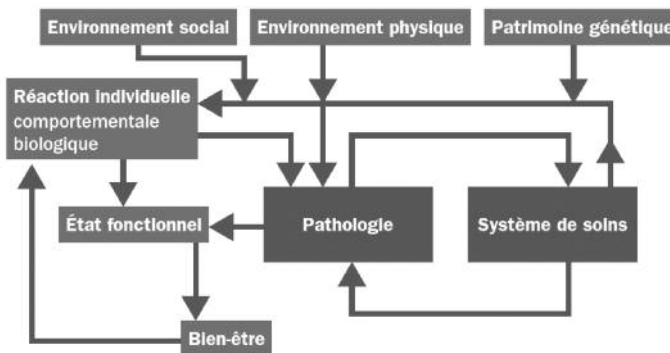 Environnement social
Environnement physique
Patrimoine génétique
Réaction individuelle
comportementale
biologique
État fonctionnel
Pathologie
Système de soins
Bien-être